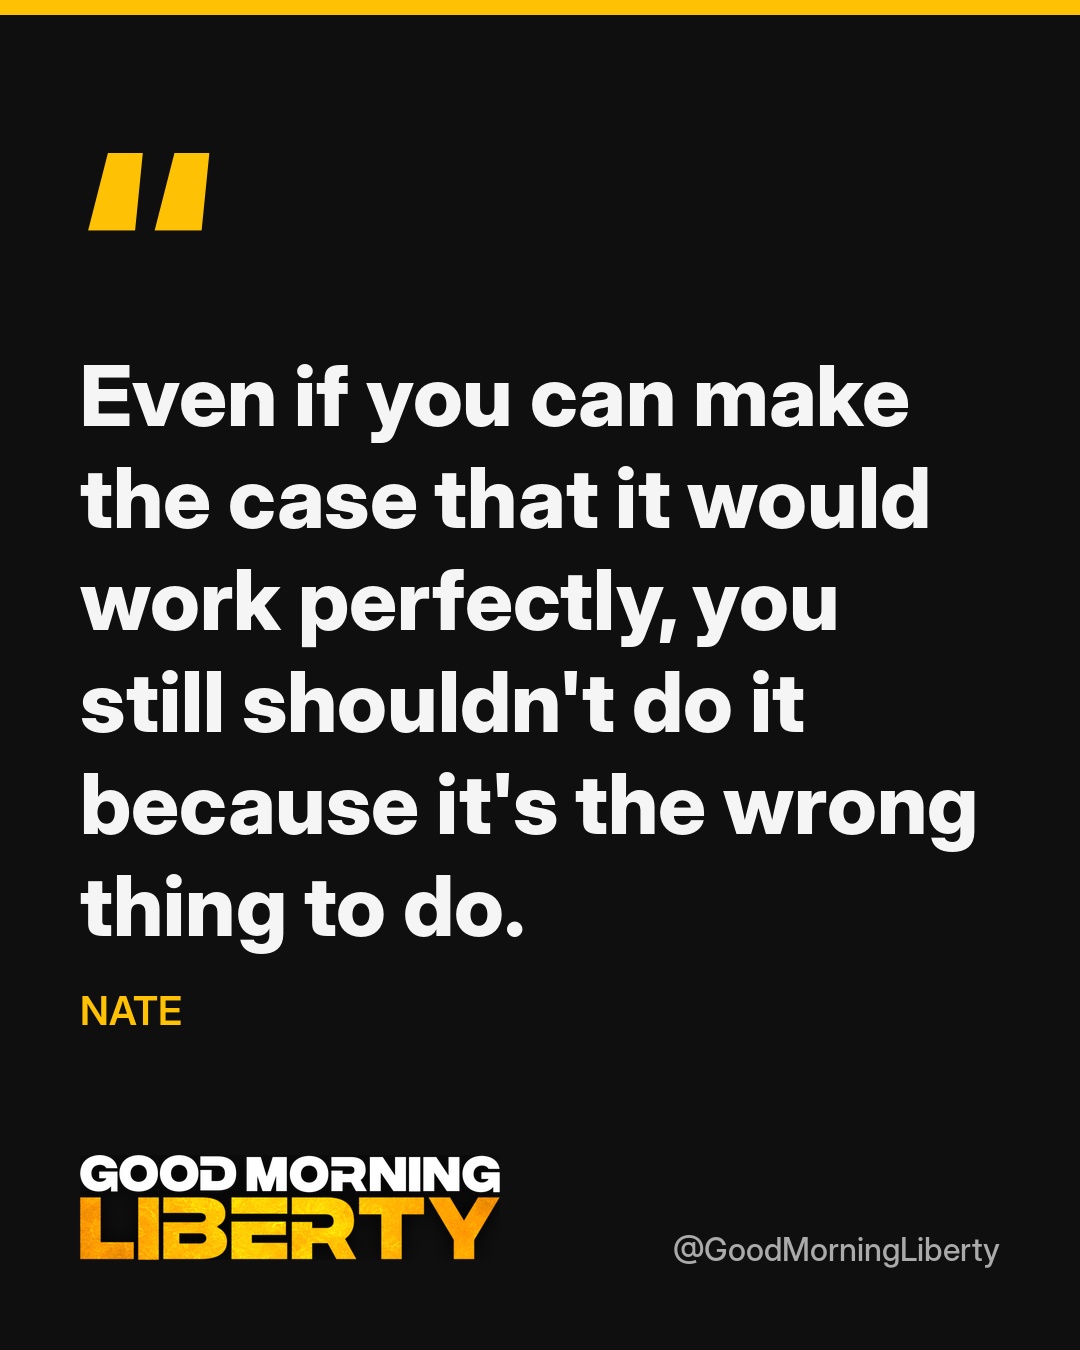 "
Even if you can make
the case that it would
work perfectly, you
still shouldn't do it
because it's the wrong
thing to do.
NATE
GOOD MORNING
LIBERTY
@GoodMorningLiberty